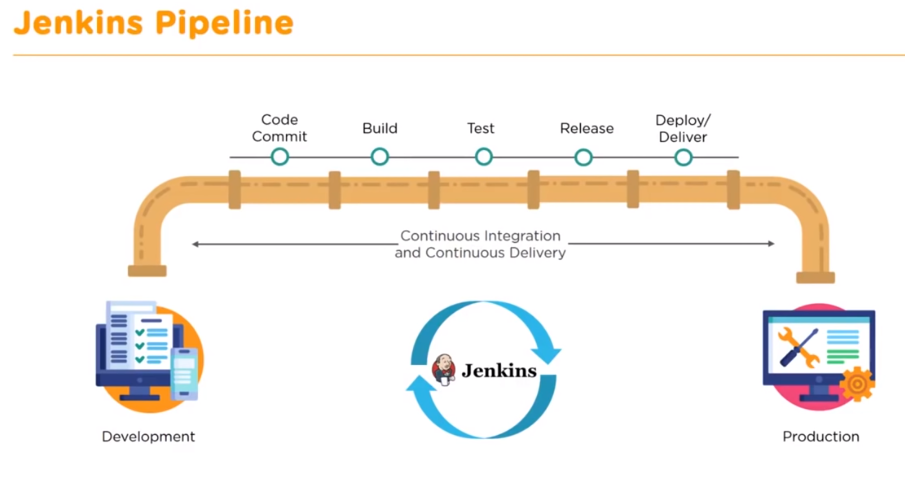 Jenkins Pipeline
Code
Commit
Build
Test
Release
Deploy/
Deliver
Continuous Integration
and Continuous Delivery
Jenkins
Development
Production